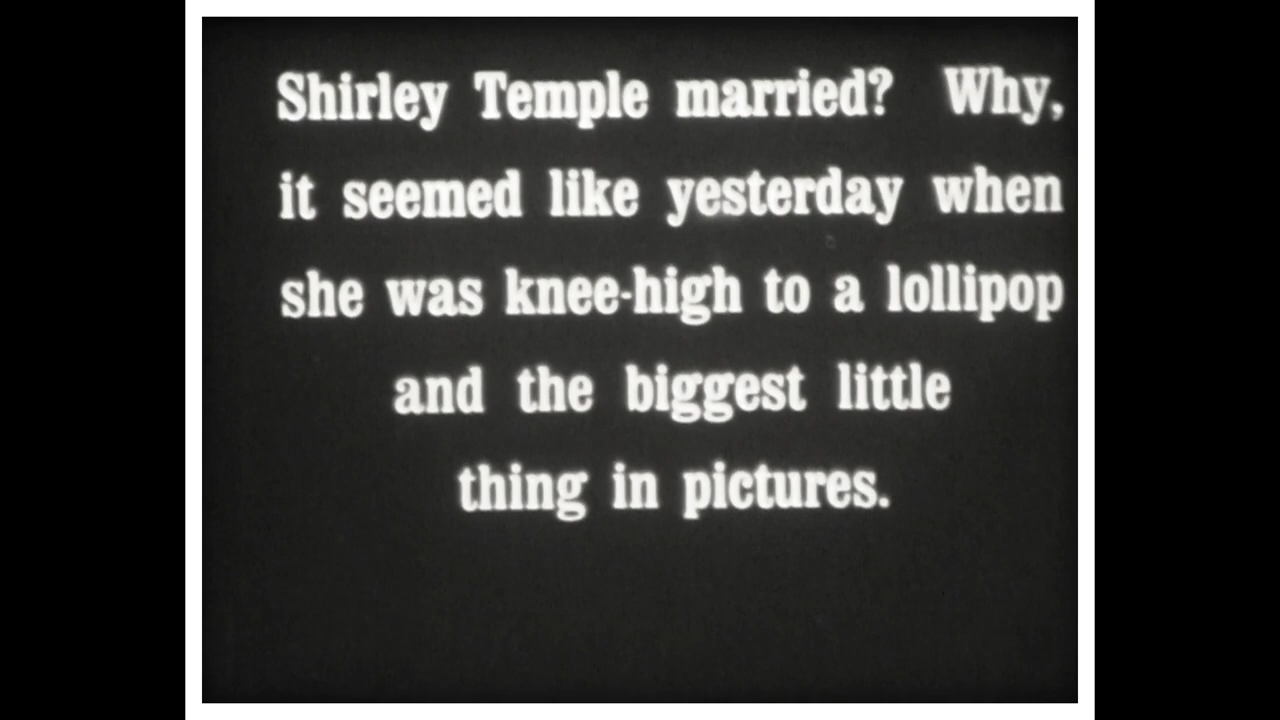 Shirley Temple married? Why,
it seemed like yesterday when
she was knee-high to a lollipop
and the biggest little
thing in pictures.